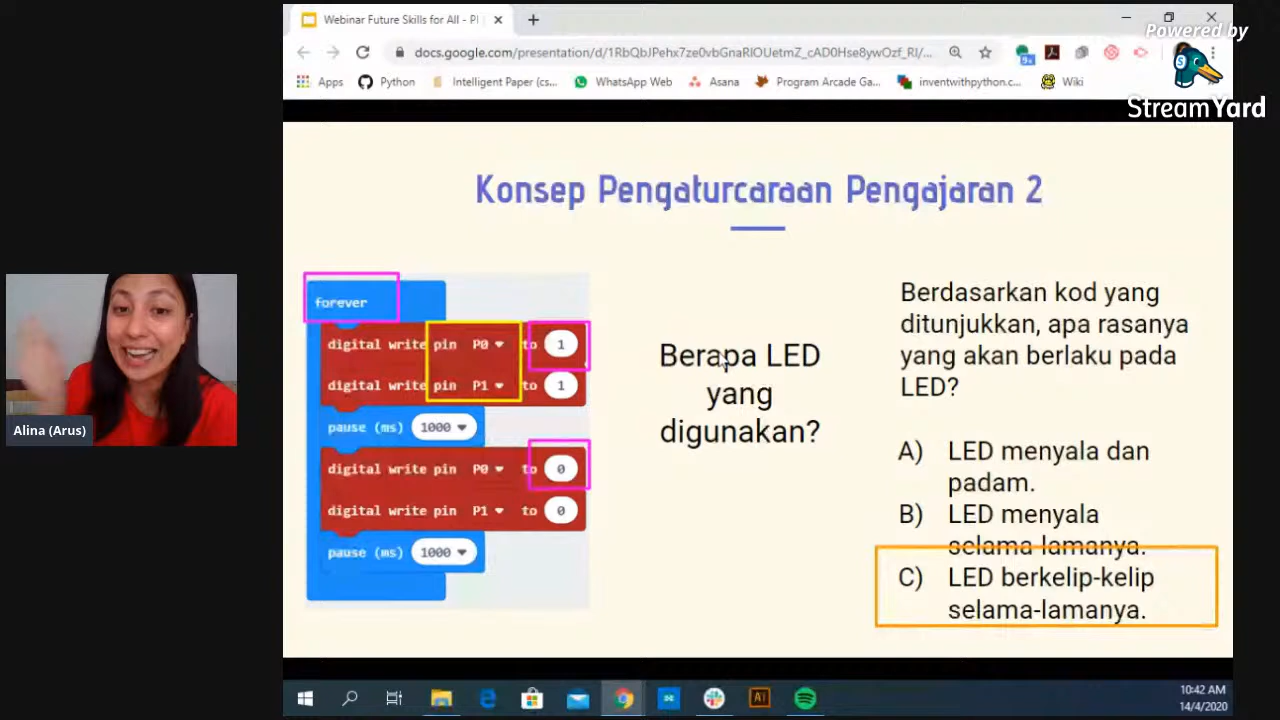 Webinar Future Skills for All - Pl
Powered by
StreamYard
docs.google.com/presentation/d/1RbQbJPehx7ze0vbGnaRlOUetmZ_cAD0Hse8ywOzf_RI/...
Apps
Python
Intelligent Paper (cs...
WhatsApp Web
Asana
Program Arcade Ga...
inventwithpython.c...
Wiki
Konsep Pengaturcaraan Pengajaran 2
forever
digital write pin P0 to 1
digital write pin P1 to 1
pause (ms) 1000
digital write pin P0 to 0
digital write pin P1 to 0
pause (ms) 1000
Berapa LED
yang
digunakan?
Berdasarkan kod yang
ditunjukkan, apa rasanya
yang akan berlaku pada
LED?
A) LED menyala dan
padam.
B) LED menyala
selama-lamanya.
C) LED berkelip-kelip
selama-lamanya.
Alina (Arus)
10:42 AM
14/4/2020